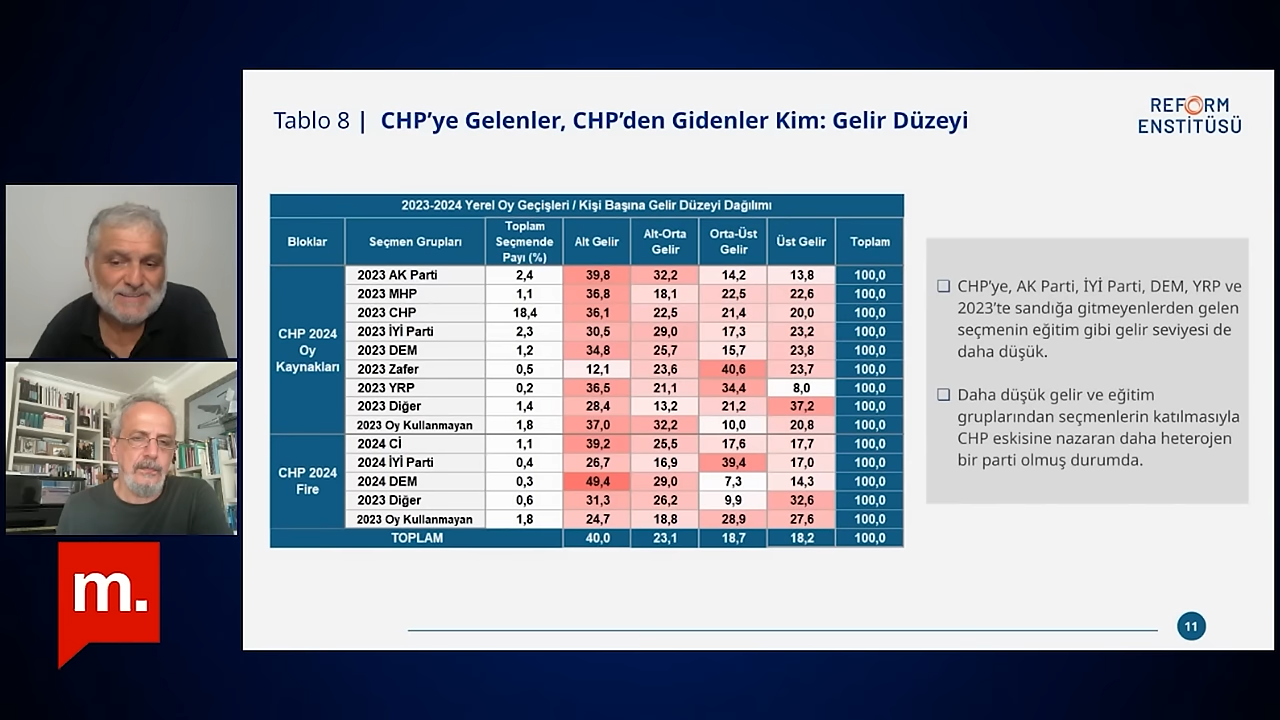 Tablo 8 | CHP’ye Gelenler, CHP’den Gidenler Kim: Gelir Düzeyi
REFORM
ENSTİTÜSÜ
2023-2024 Yerel Oy Geçişleri / Kişi Başına Gelir Düzeyi Dağılımı
Bloklar Seçmen Grupları Toplam Seçmende Payı (%) Alt Gelir Alt-Orta Gelir Orta-Üst Gelir Üst Gelir Toplam
CHP 2024 Oy Kaynakları
2023 AK Parti 2,4 39,8 32,2 14,2 13,8 100,0
2023 MHP 1,1 36,8 18,1 22,5 22,6 100,0
2023 CHP 18,4 36,1 22,5 21,4 20,0 100,0
2023 İYİ Parti 2,3 30,5 29,0 17,3 23,2 100,0
2023 DEM 1,2 34,8 25,7 15,7 23,8 100,0
2023 Zafer 0,5 12,1 23,6 40,6 23,7 100,0
2023 YRP 0,2 36,5 21,1 34,4 8,0 100,0
2023 Diğer 1,4 28,4 13,2 21,2 37,2 100,0
2023 Oy Kullanmayan 1,8 37,0 32,2 10,0 20,8 100,0
CHP 2024 Fire
2024 Cİ 1,1 39,2 25,5 17,6 17,7 100,0
2024 İYİ Parti 0,4 26,7 16,9 39,4 17,0 100,0
2024 DEM 0,3 49,4 29,0 7,3 14,3 100,0
2023 Diğer 0,6 31,3 26,2 9,9 32,6 100,0
2023 Oy Kullanmayan 1,8 24,7 18,8 28,9 27,6 100,0
TOPLAM 40,0 23,1 18,7 18,2 100,0
❑ CHP’ye, AK Parti, İYİ Parti, DEM, YRP ve
2023’te sandığa gitmeyenlerden gelen
seçmenin eğitim gibi gelir seviyesi de
daha düşük.
❑ Daha düşük gelir ve eğitim
gruplarından seçmenlerin katılmasıyla
CHP eskisine nazaran daha heterojen
bir parti olmuş durumda.
m.
11